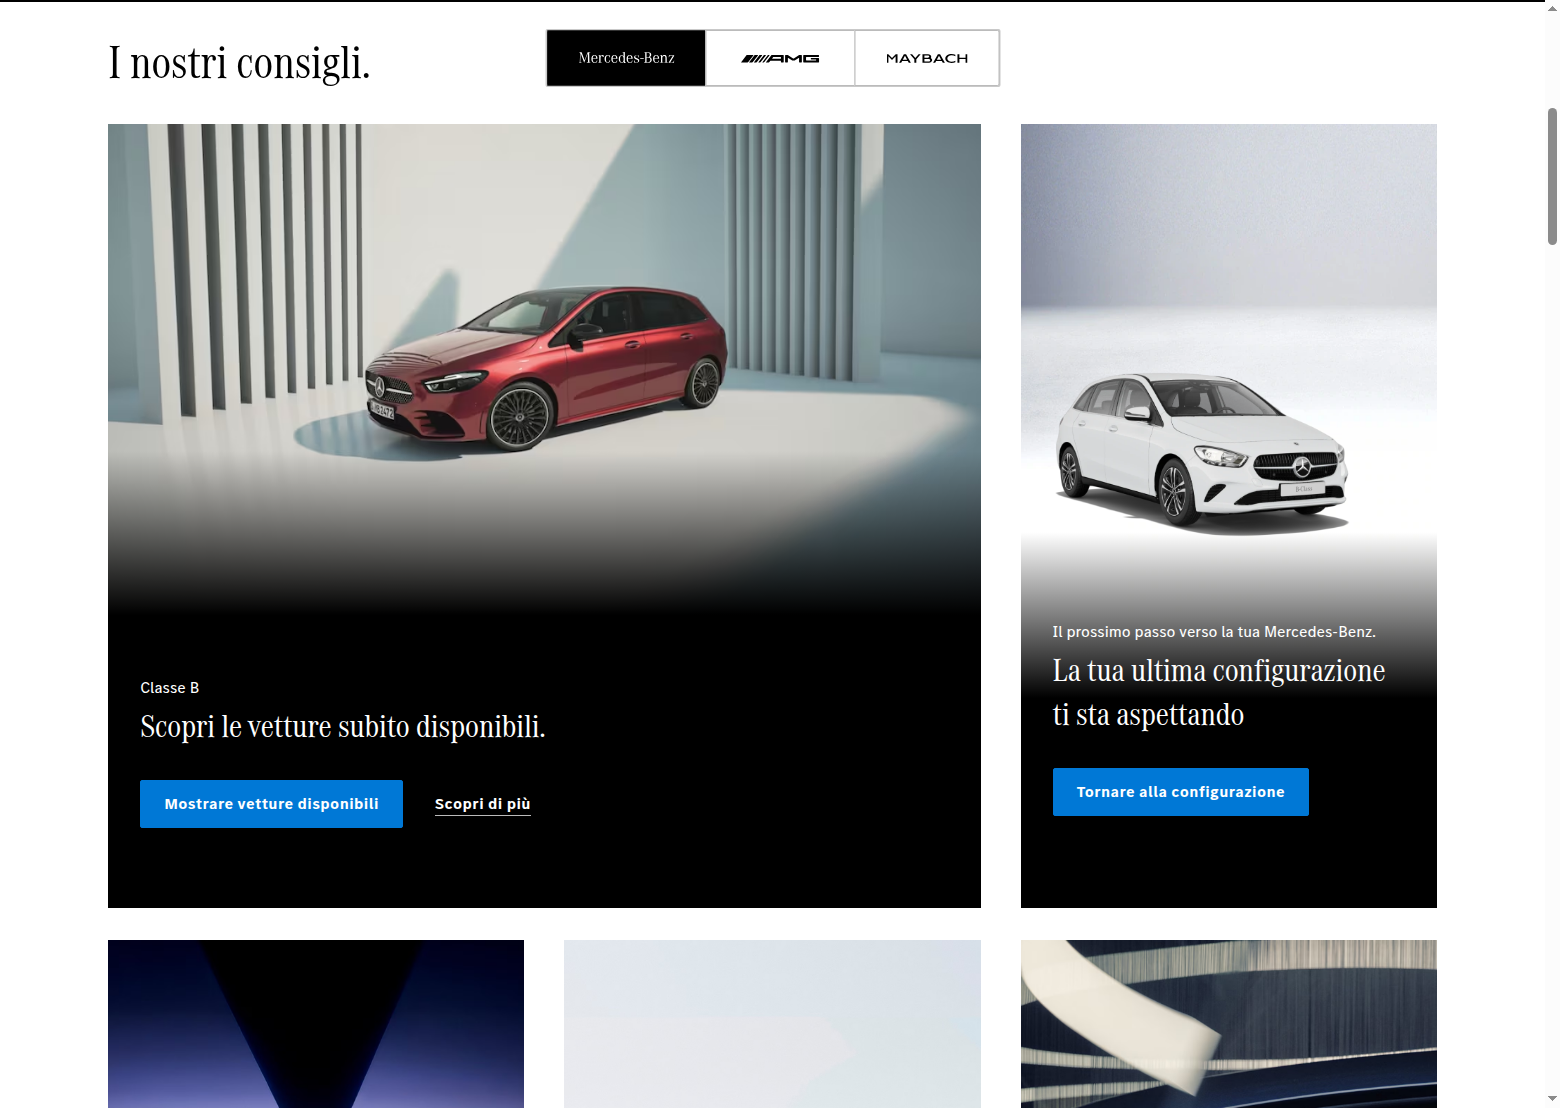 I nostri consigli.
Mercedes-Benz
AMG
MAYBACH
Classe B
Scopri le vetture subito disponibili.
Mostrare vetture disponibili
Scopri di più
Il prossimo passo verso la tua Mercedes-Benz.
La tua ultima configurazione
ti sta aspettando
Tornare alla configurazione